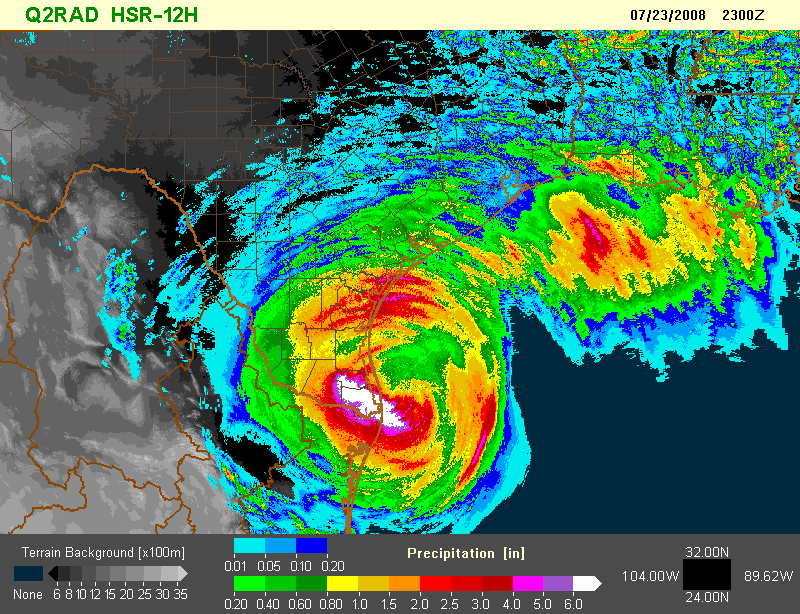 Q2RAD HSR-12H 07/23/2008 2300Z
Terrain Background [x100m]
None 6 8 10 12 15 20 25 30 35
0.01 0.05 0.10 0.20
Precipitation [in]
0.20 0.40 0.60 0.80 1.0 1.5 2.0 2.5 3.0 4.0 5.0 6.0
32.00N
104.00W 89.62W
24.00N